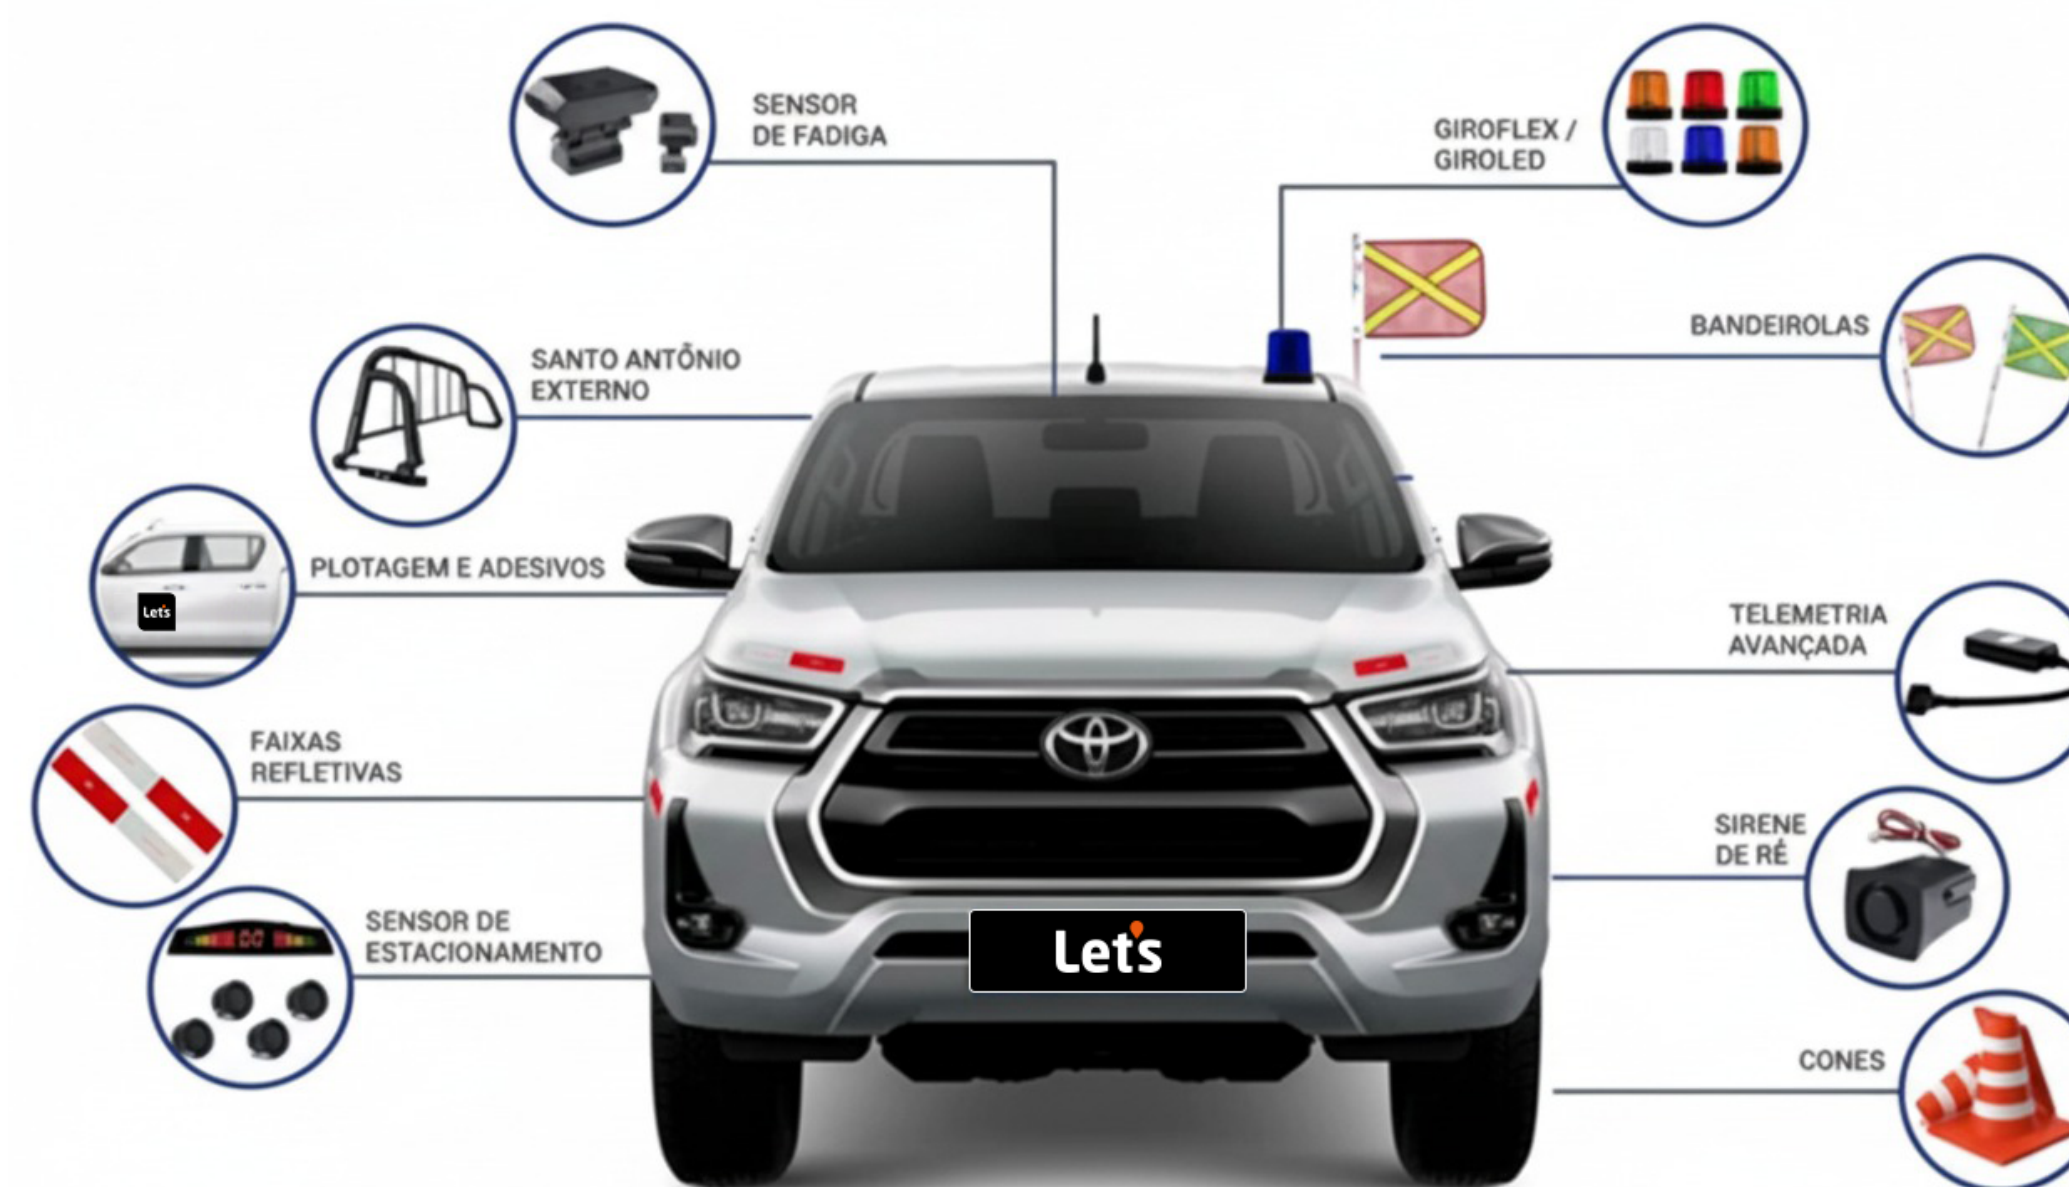 SENSOR
DE FADIGA
GIROFLEX /
GIROLED
BANDEIROLAS
SANTO ANTÔNIO
EXTERNO
PLOTAGEM E ADESIVOS
Let's
TELEMETRIA
AVANÇADA
FAIXAS
REFLETIVAS
SIRENE
DE RÉ
SENSOR DE
ESTACIONAMENTO
Let's
CONES